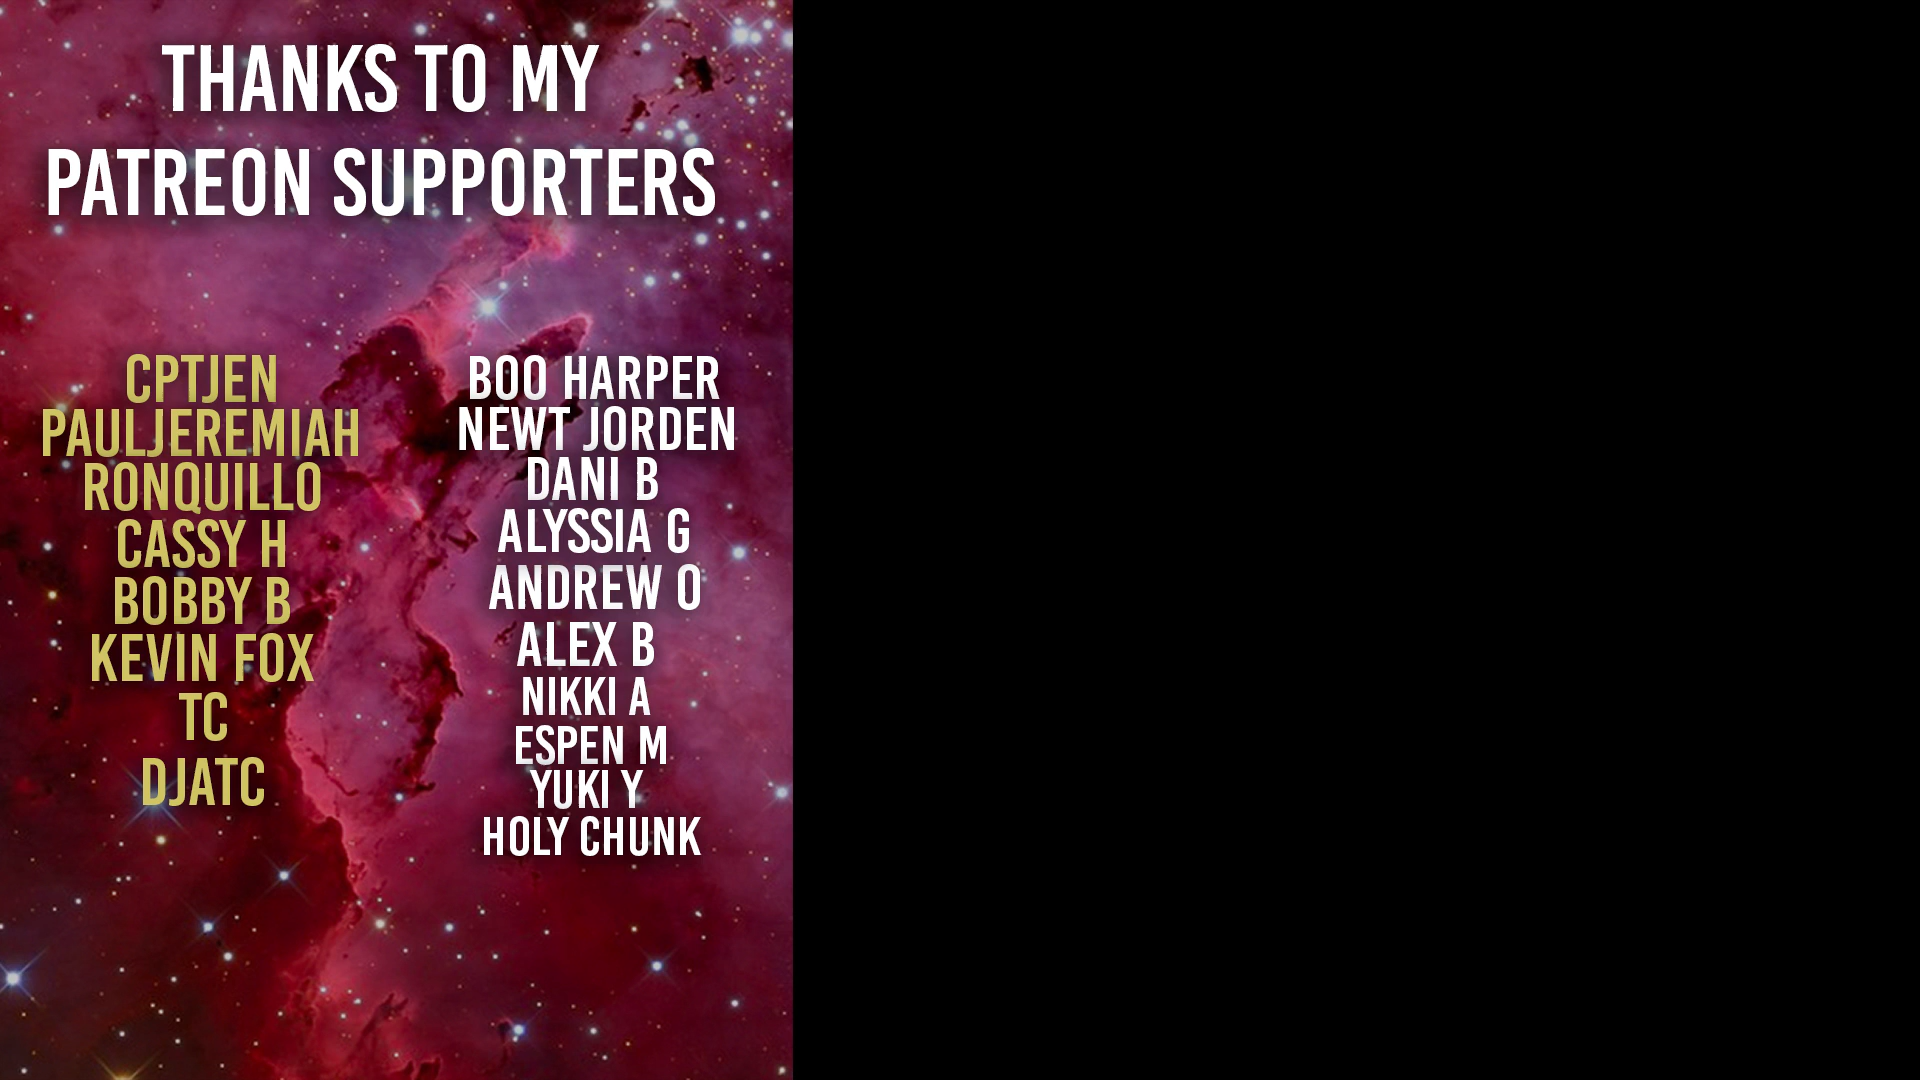 THANKS TO MY
PATREON SUPPORTERS
CPTJEN
PAULJEREMIAH
RONQUILLO
CASSY H
BOBBY B
KEVIN FOX
TC
DJATC
BOO HARPER
NEWT JORDEN
DANI B
ALYSSIA G
ANDREW O
ALEX B
NIKKI A
ESPEN M
YUKI Y
HOLY CHUNK